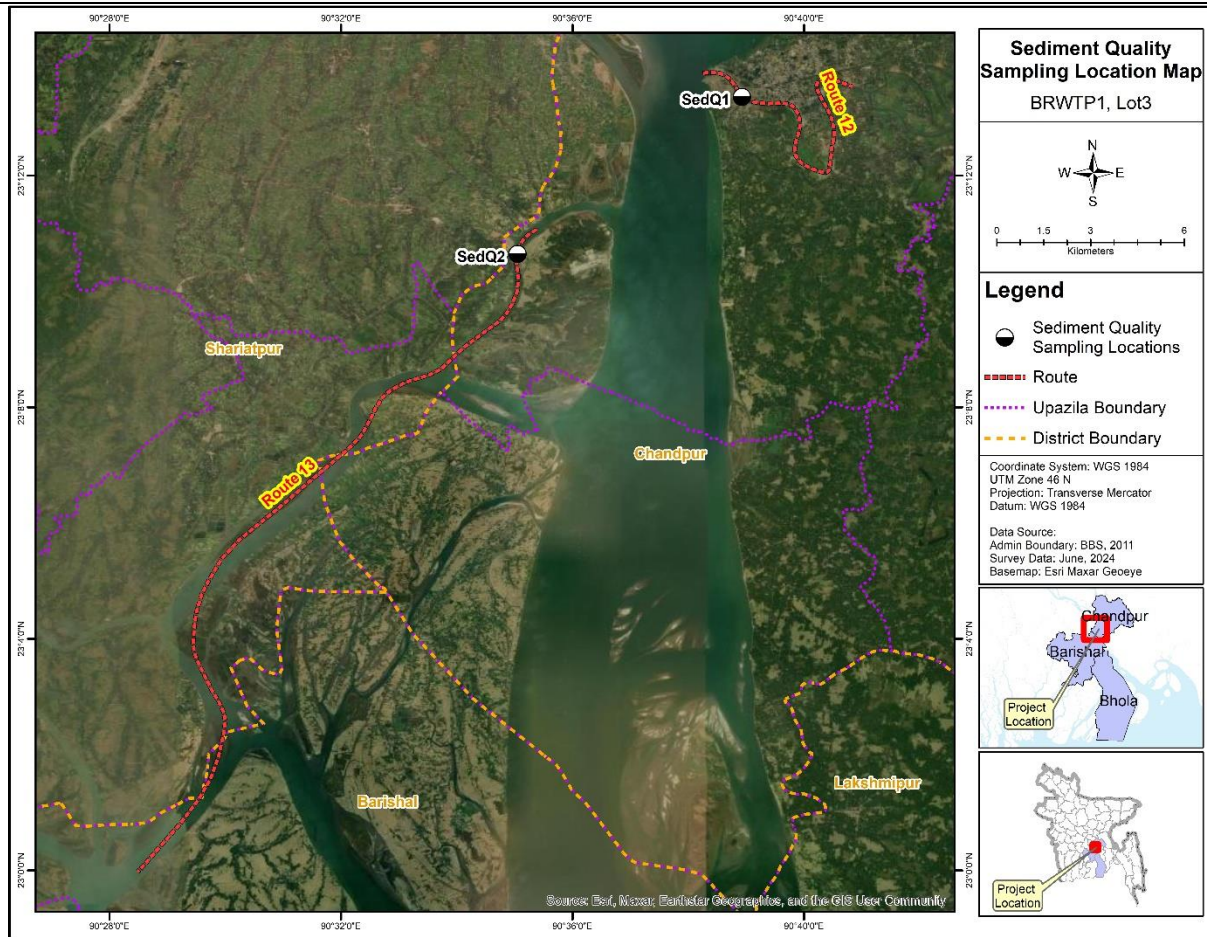 90°28'0"E
90°32'0"E
90°36'0"E
90°40'0"E
SedQ1
Route 12
23°12'0"N
23°12'0"N
SedQ2
Shariatpur
23°8'0"N
23°8'0"N
Chandpur
Route 13
23°4'0"N
23°4'0"N
Barishal
Lakshmipur
23°0'0"N
23°0'0"N
Source: Esri, Maxar, Earthstar Geographics, and the GIS User Community
90°28'0"E
90°32'0"E
90°36'0"E
90°40'0"E
Sediment Quality
Sampling Location Map
BRWTP1, Lot3
N
W
E
S
0
1.5
3
6
Kilometers
Legend
Sediment Quality
Sampling Locations
Route
Upazila Boundary
District Boundary
Coordinate System: WGS 1984
UTM Zone 46 N
Projection: Transverse Mercator
Datum: WGS 1984
Data Source:
Admin Boundary: BBS, 2011
Survey Data: June, 2024
Basemap: Esri Maxar Geoeye
Chandpur
Barishal
Bhola
Project
Location
Project
Location